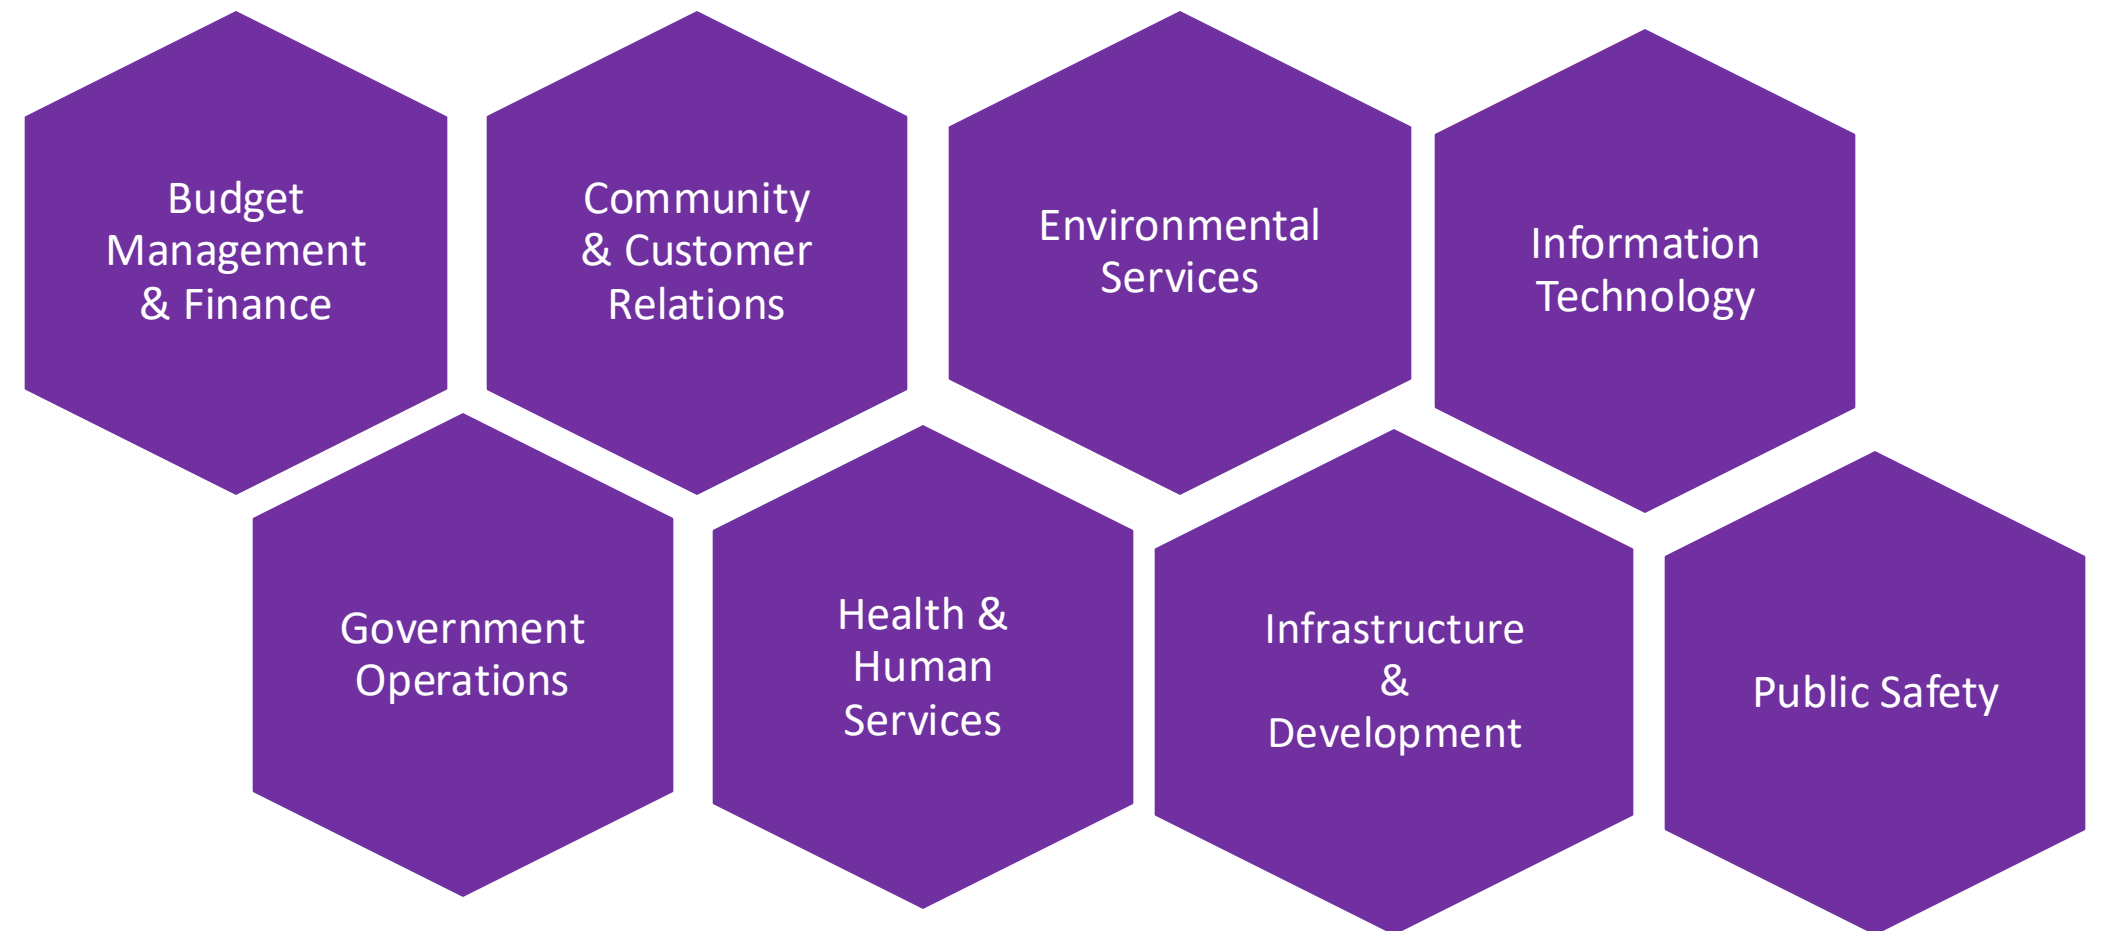 Budget
Management
& Finance
Community
& Customer
Relations
Environmental
Services
Information
Technology
Government
Operations
Health &
Human
Services
Infrastructure
&
Development
Public Safety